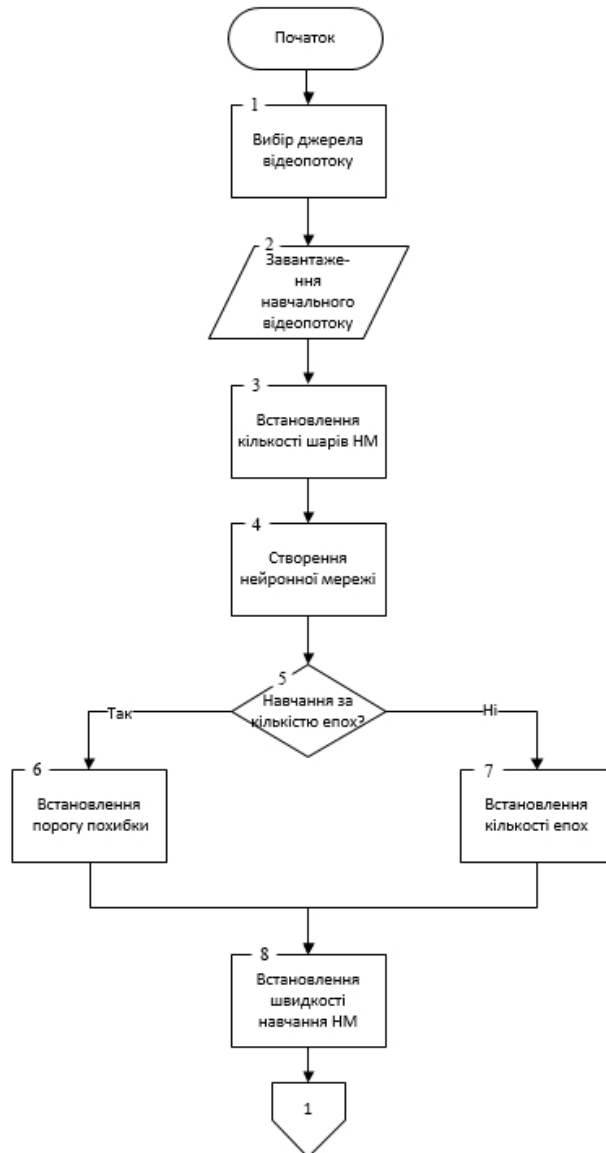 Початок
1
Вибір джерела
відеопотоку
2
Завантаже-
ння
навчального
відеопотоку
3
Встановлення
кількості шарів НМ
4
Створення
нейронної мережі
5
Навчання за
кількістю епох?
Так
Ні
6
Встановлення
порогу похибки
7
Встановлення
кількості епох
8
Встановлення
швидкості
навчання НМ
1